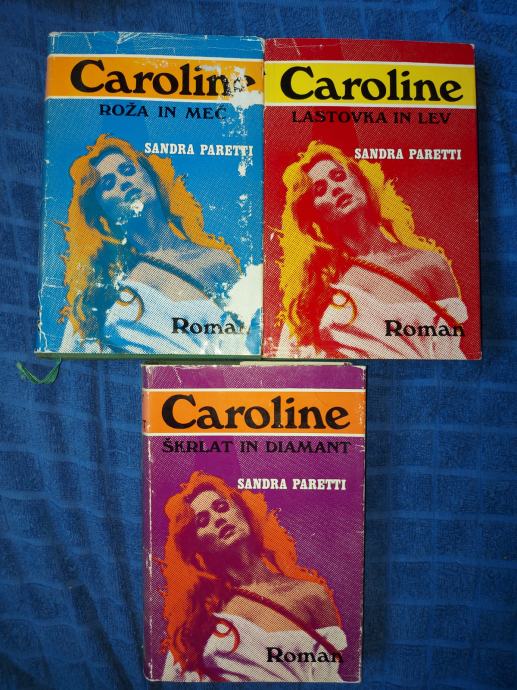 Caroline
ROŽA IN MEČ
SANDRA PARETTI
Roman
Caroline
LASTOVKA IN LEV
SANDRA PARETTI
Roman
Caroline
ŠKRLAT IN DIAMANT
SANDRA PARETTI
Roman